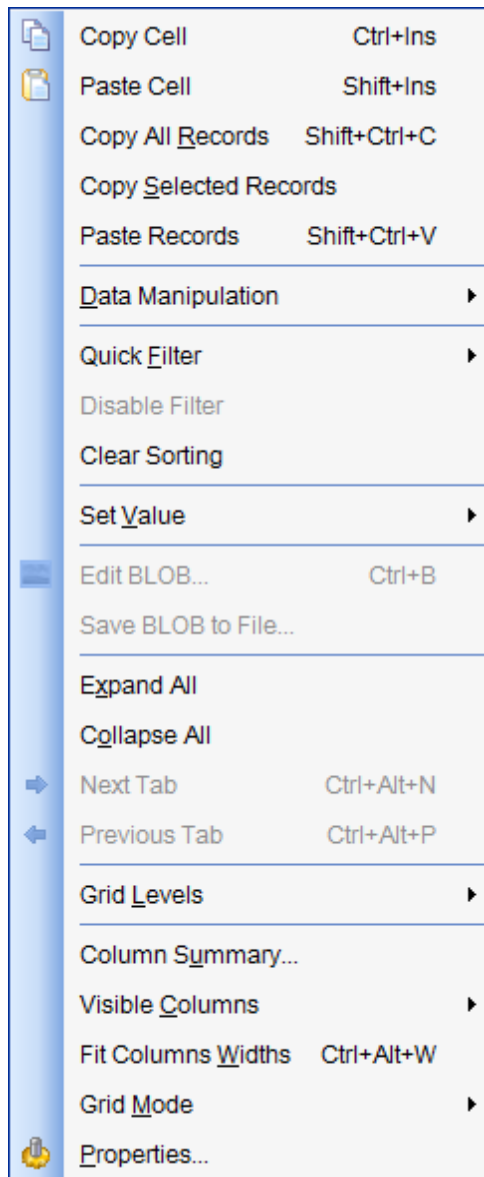 Copy Cell Ctrl+Ins
Paste Cell Shift+Ins
Copy All Records Shift+Ctrl+C
Copy Selected Records
Paste Records Shift+Ctrl+V
Data Manipulation
Quick Filter
Disable Filter
Clear Sorting
Set Value
Edit BLOB... Ctrl+B
Save BLOB to File...
Expand All
Collapse All
Next Tab Ctrl+Alt+N
Previous Tab Ctrl+Alt+P
Grid Levels
Column Summary...
Visible Columns
Fit Columns Widths Ctrl+Alt+W
Grid Mode
Properties...